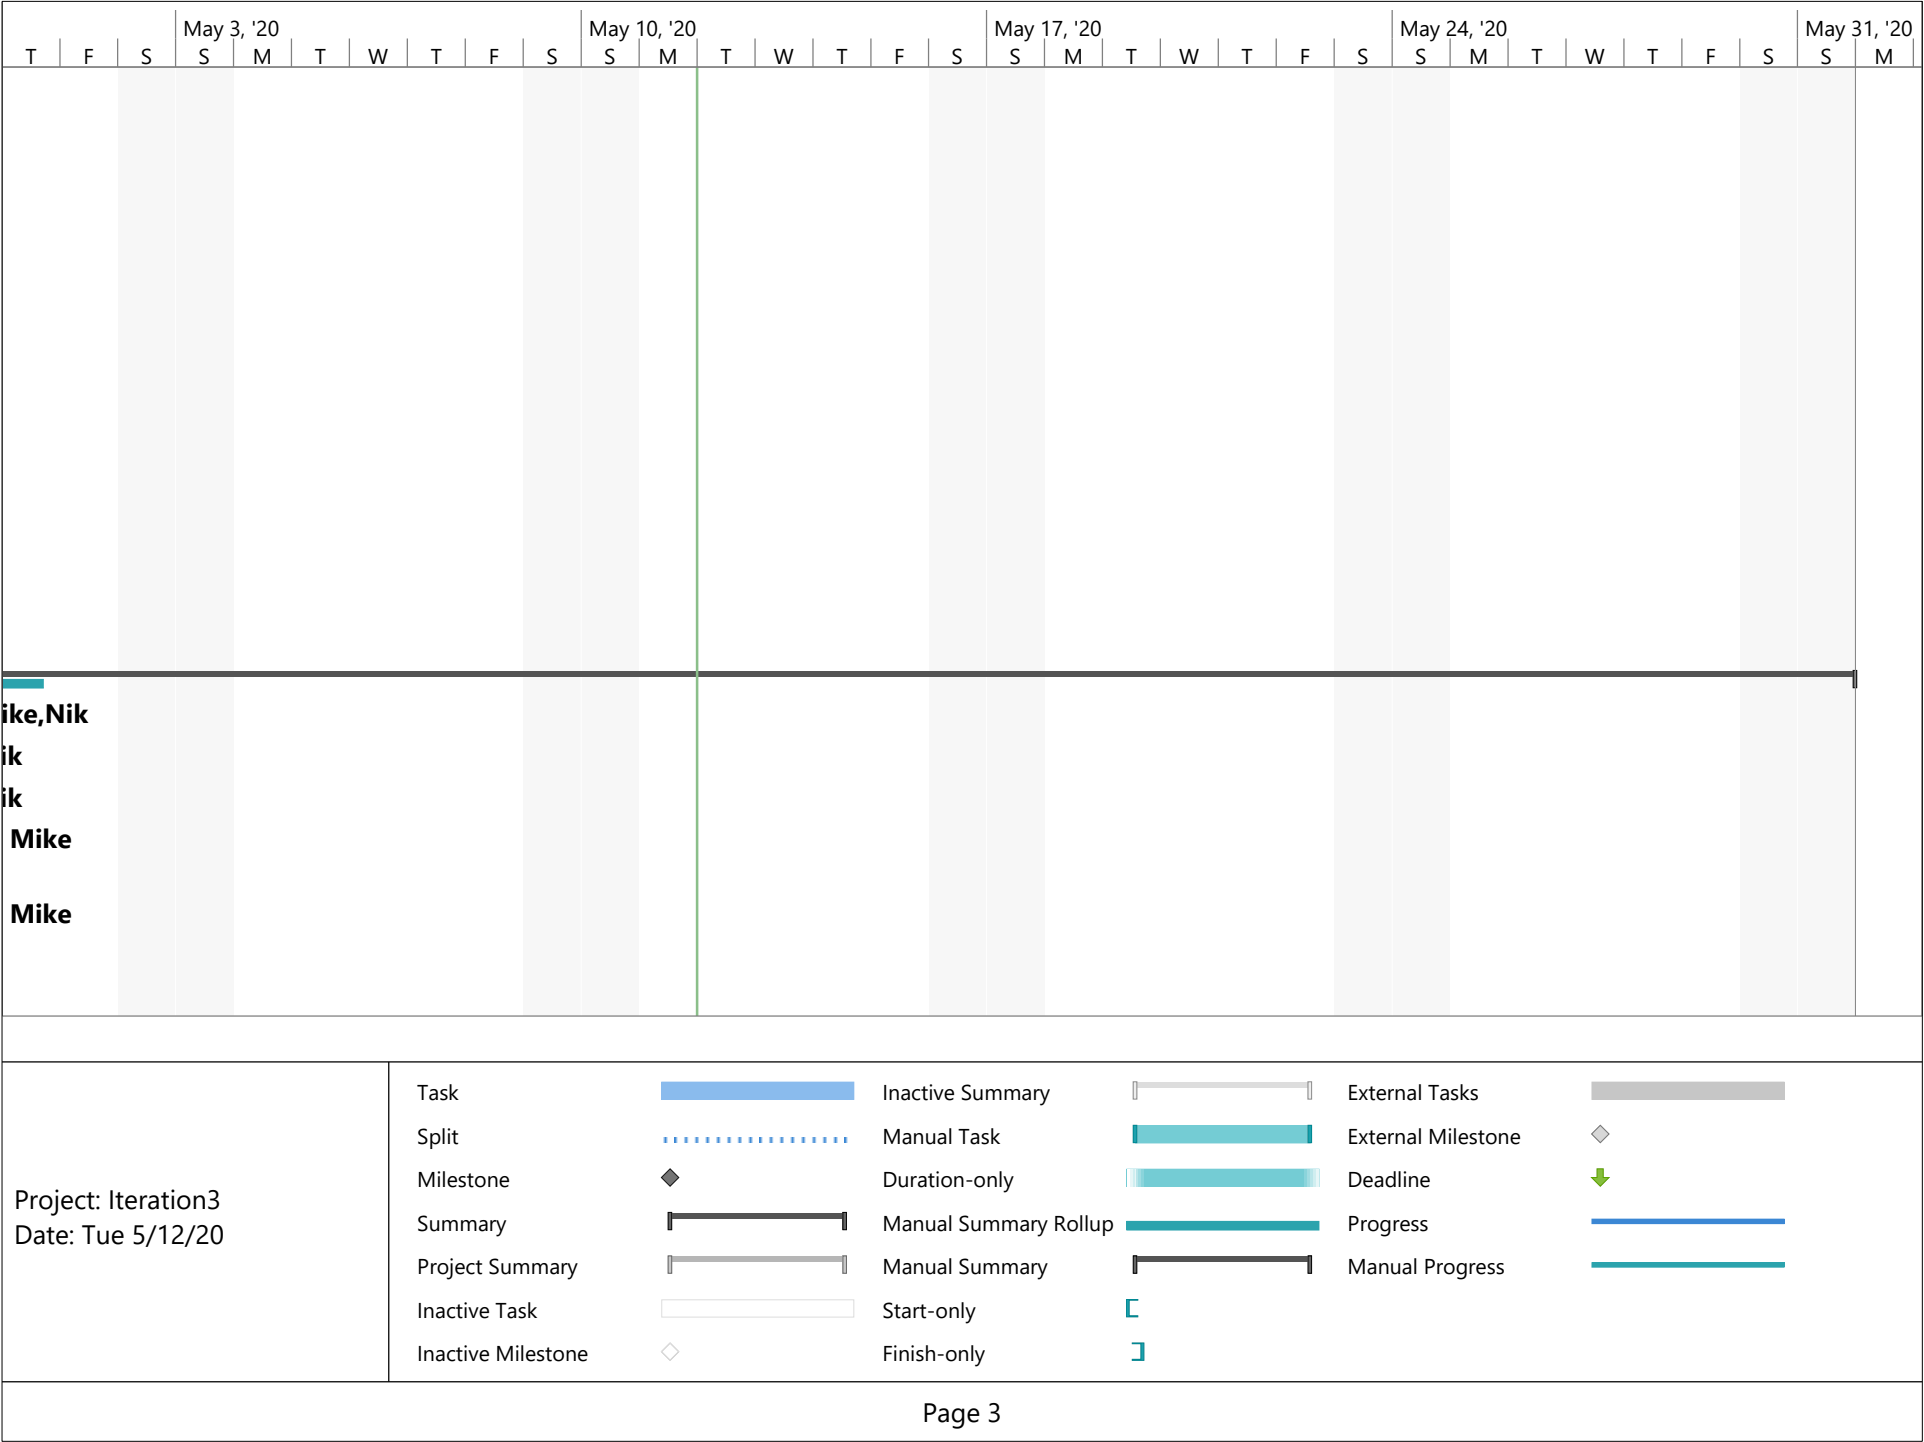 May 3, '20 May 10, '20 May 17, '20 May 24, '20 May 31, '20
T F S S M T W T F S S M T W T F S S M T W T F S S M T W T F S S M
ike,Nik
ik
ik
Mike
Mike
Project: Iteration3
Date: Tue 5/12/20
Task
Split
Milestone
Summary
Project Summary
Inactive Task
Inactive Milestone
Inactive Summary
Manual Task
Duration-only
Manual Summary Rollup
Manual Summary
Start-only
Finish-only
External Tasks
External Milestone
Deadline
Progress
Manual Progress
Page 3